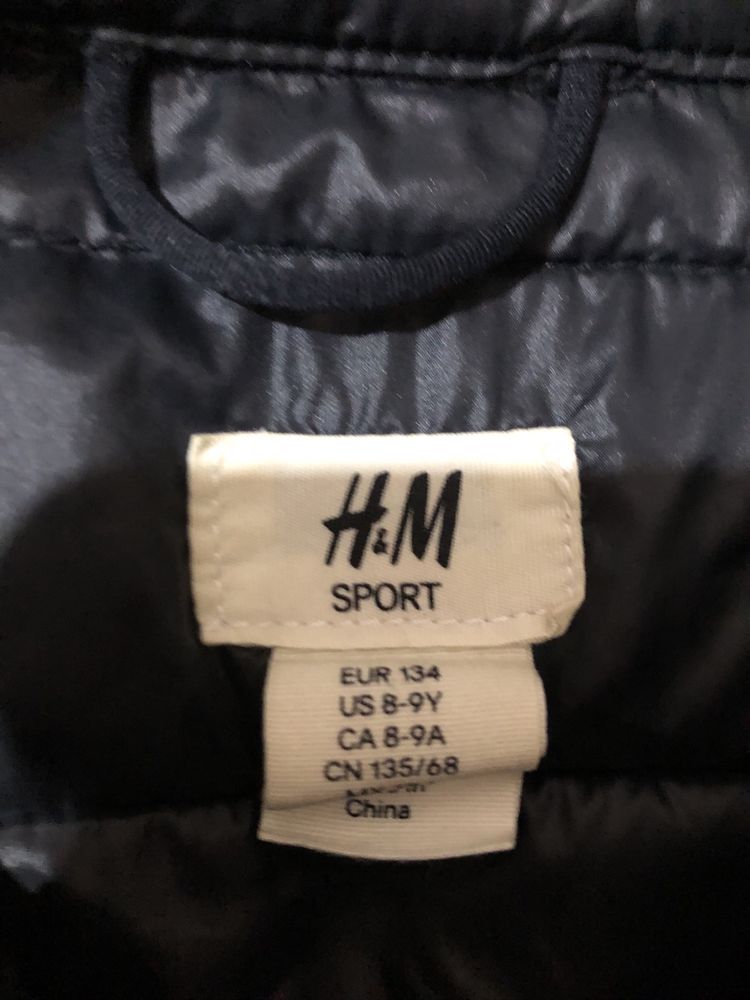 H&M
SPORT
EUR 134
US 8-9Y
CA 8-9A
CN 135/68
China